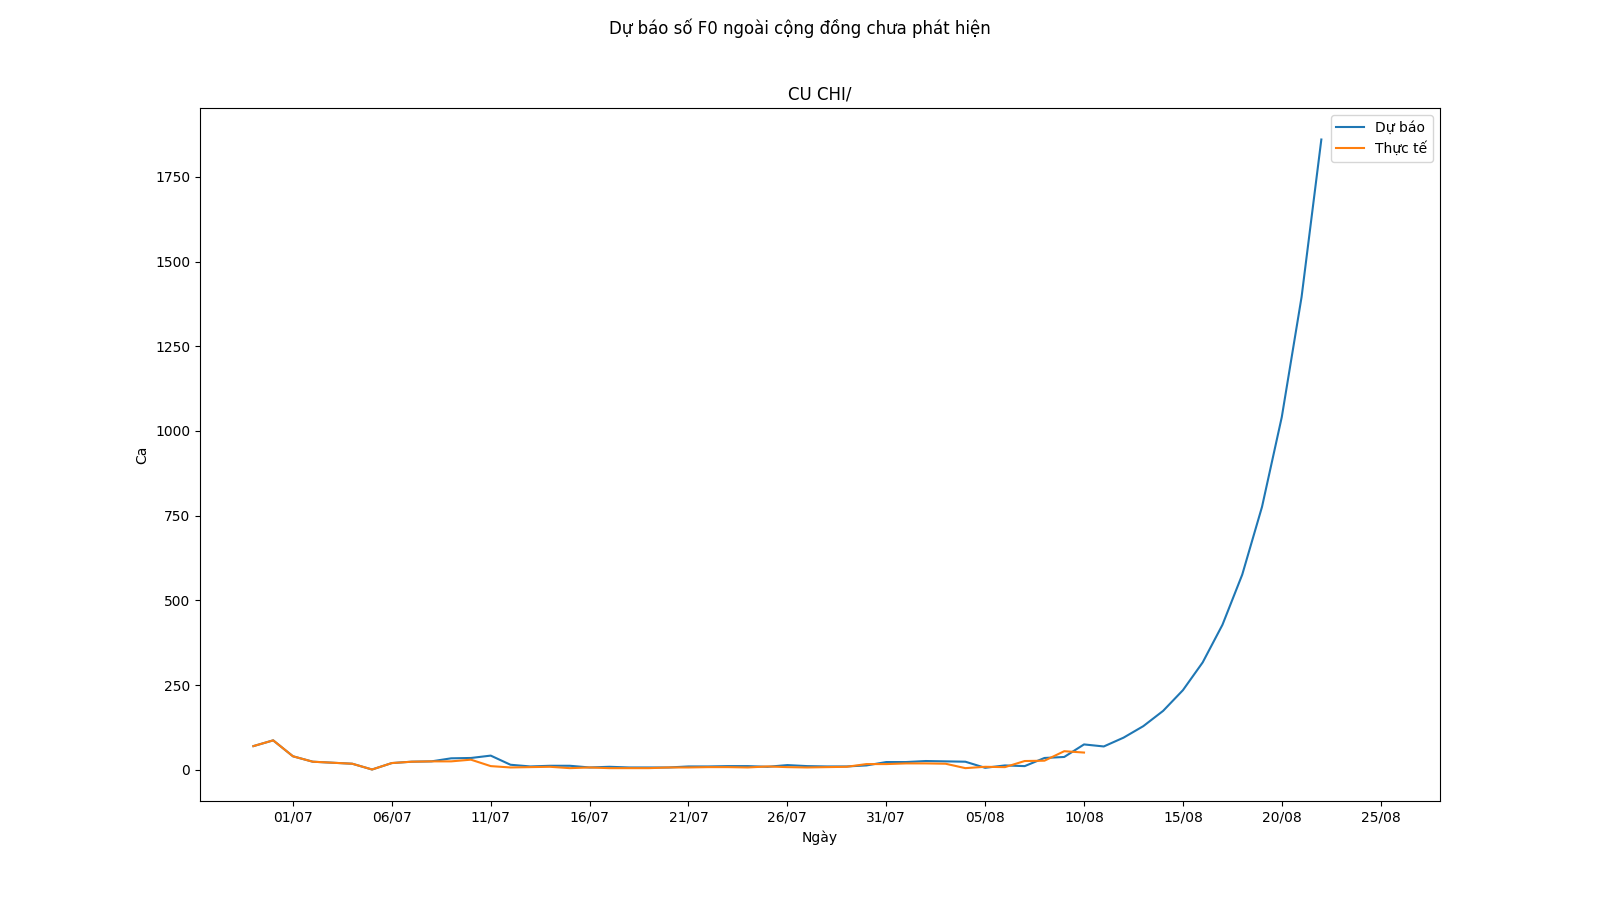 Dự báo số F0 ngoài cộng đồng chưa phát hiện
CU CHI/
Dự báo
Thực tế
1750
1500
1250
1000
750
500
250
0
Ca
01/07 06/07 11/07 16/07 21/07 26/07 31/07 05/08 10/08 15/08 20/08 25/08
Ngày